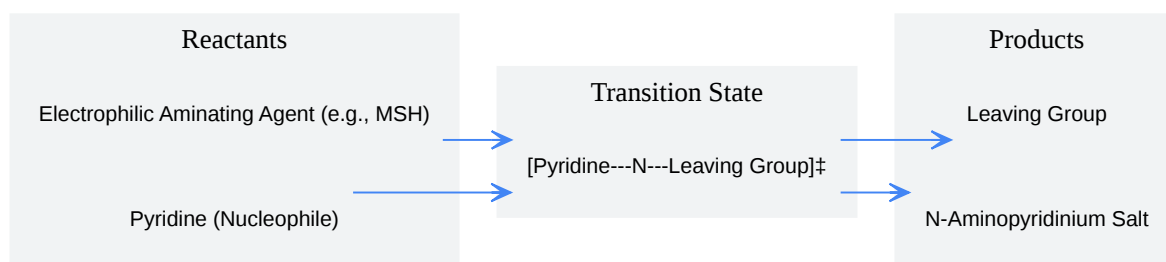 Reactants
Electrophilic Aminating Agent (e.g., MSH)
Pyridine (Nucleophile)
Transition State
[Pyridine---N---Leaving Group]‡
Products
Leaving Group
N-Aminopyridinium Salt